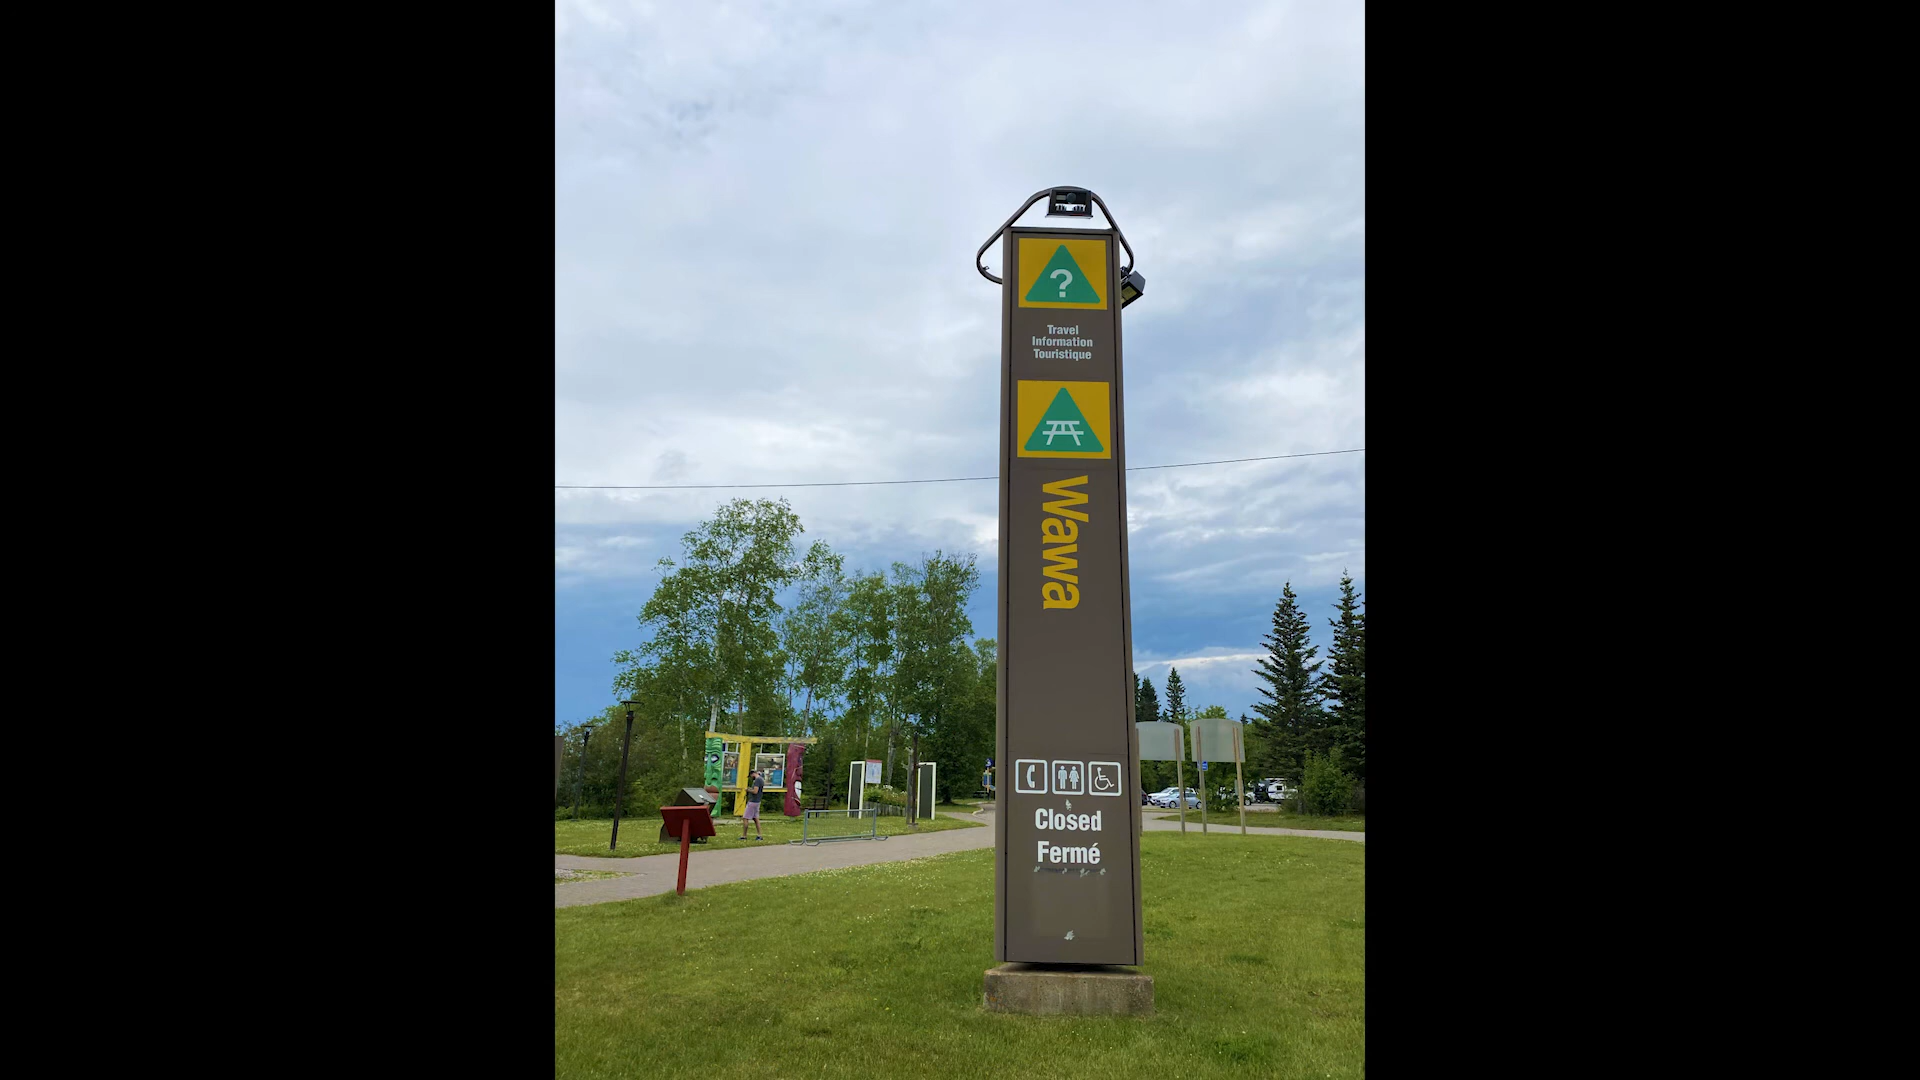 ?
Travel
Information
Touristique
Wawa
Closed
Fermé